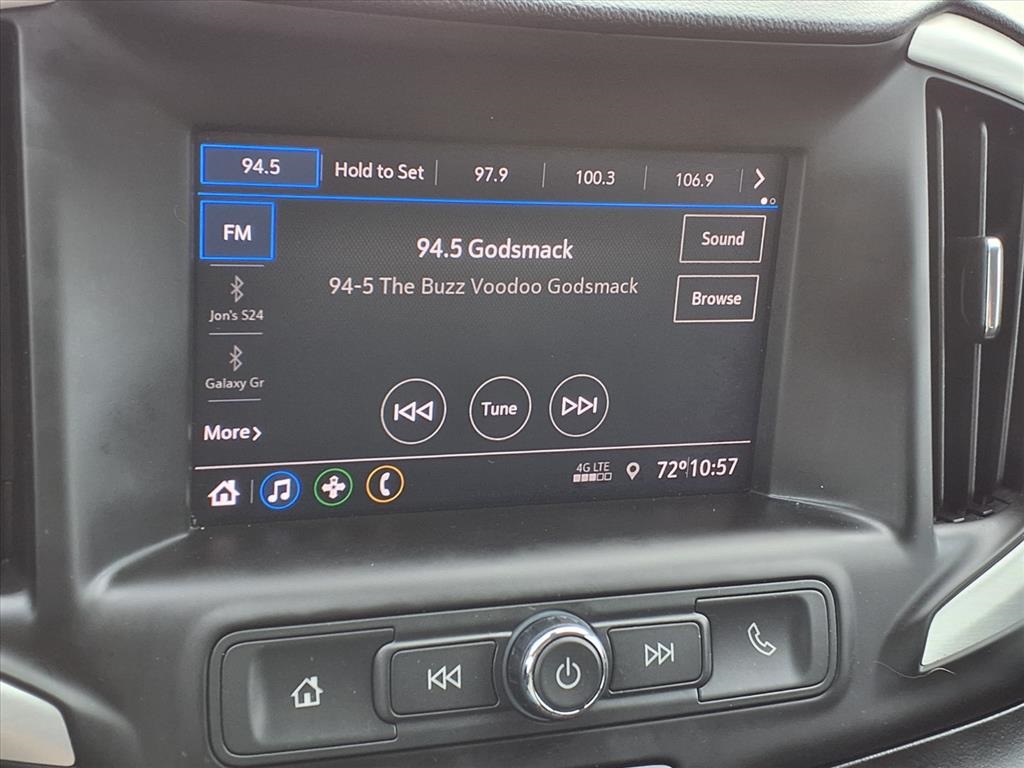 94.5 Hold to Set 97.9 100.3 106.9
FM
94.5 Godsmack
Sound
94-5 The Buzz Voodoo Godsmack
Browse
Jon's S24
Galaxy Gr
Tune
More
4G LTE
72° 10:57